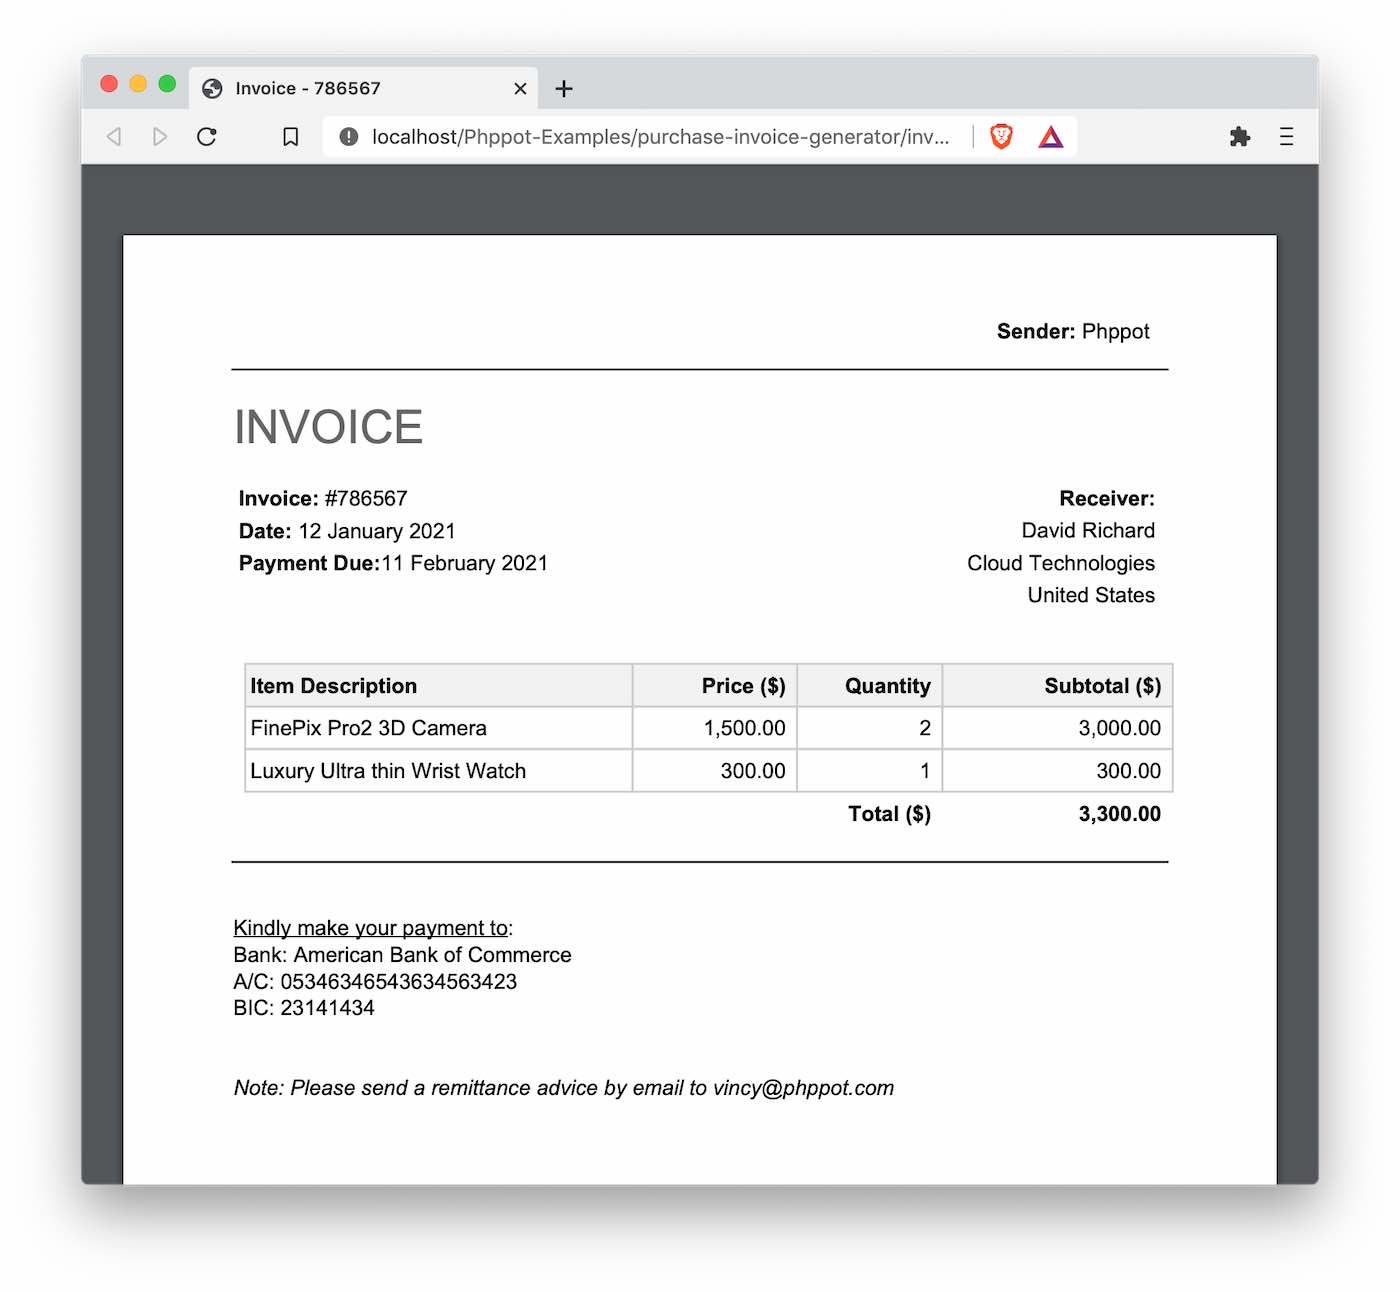 Invoice - 786567
localhost/Phppot-Examples/purchase-invoice-generator/inv...
Sender: Phppot
INVOICE
Invoice: #786567
Date: 12 January 2021
Payment Due:11 February 2021
Receiver:
David Richard
Cloud Technologies
United States
Item Description Price ($) Quantity Subtotal ($)
FinePix Pro2 3D Camera 1,500.00 2 3,000.00
Luxury Ultra thin Wrist Watch 300.00 1 300.00
Total ($) 3,300.00
Kindly make your payment to:
Bank: American Bank of Commerce
A/C: 05346346543634563423
BIC: 23141434
Note: Please send a remittance advice by email to vincy@phppot.com